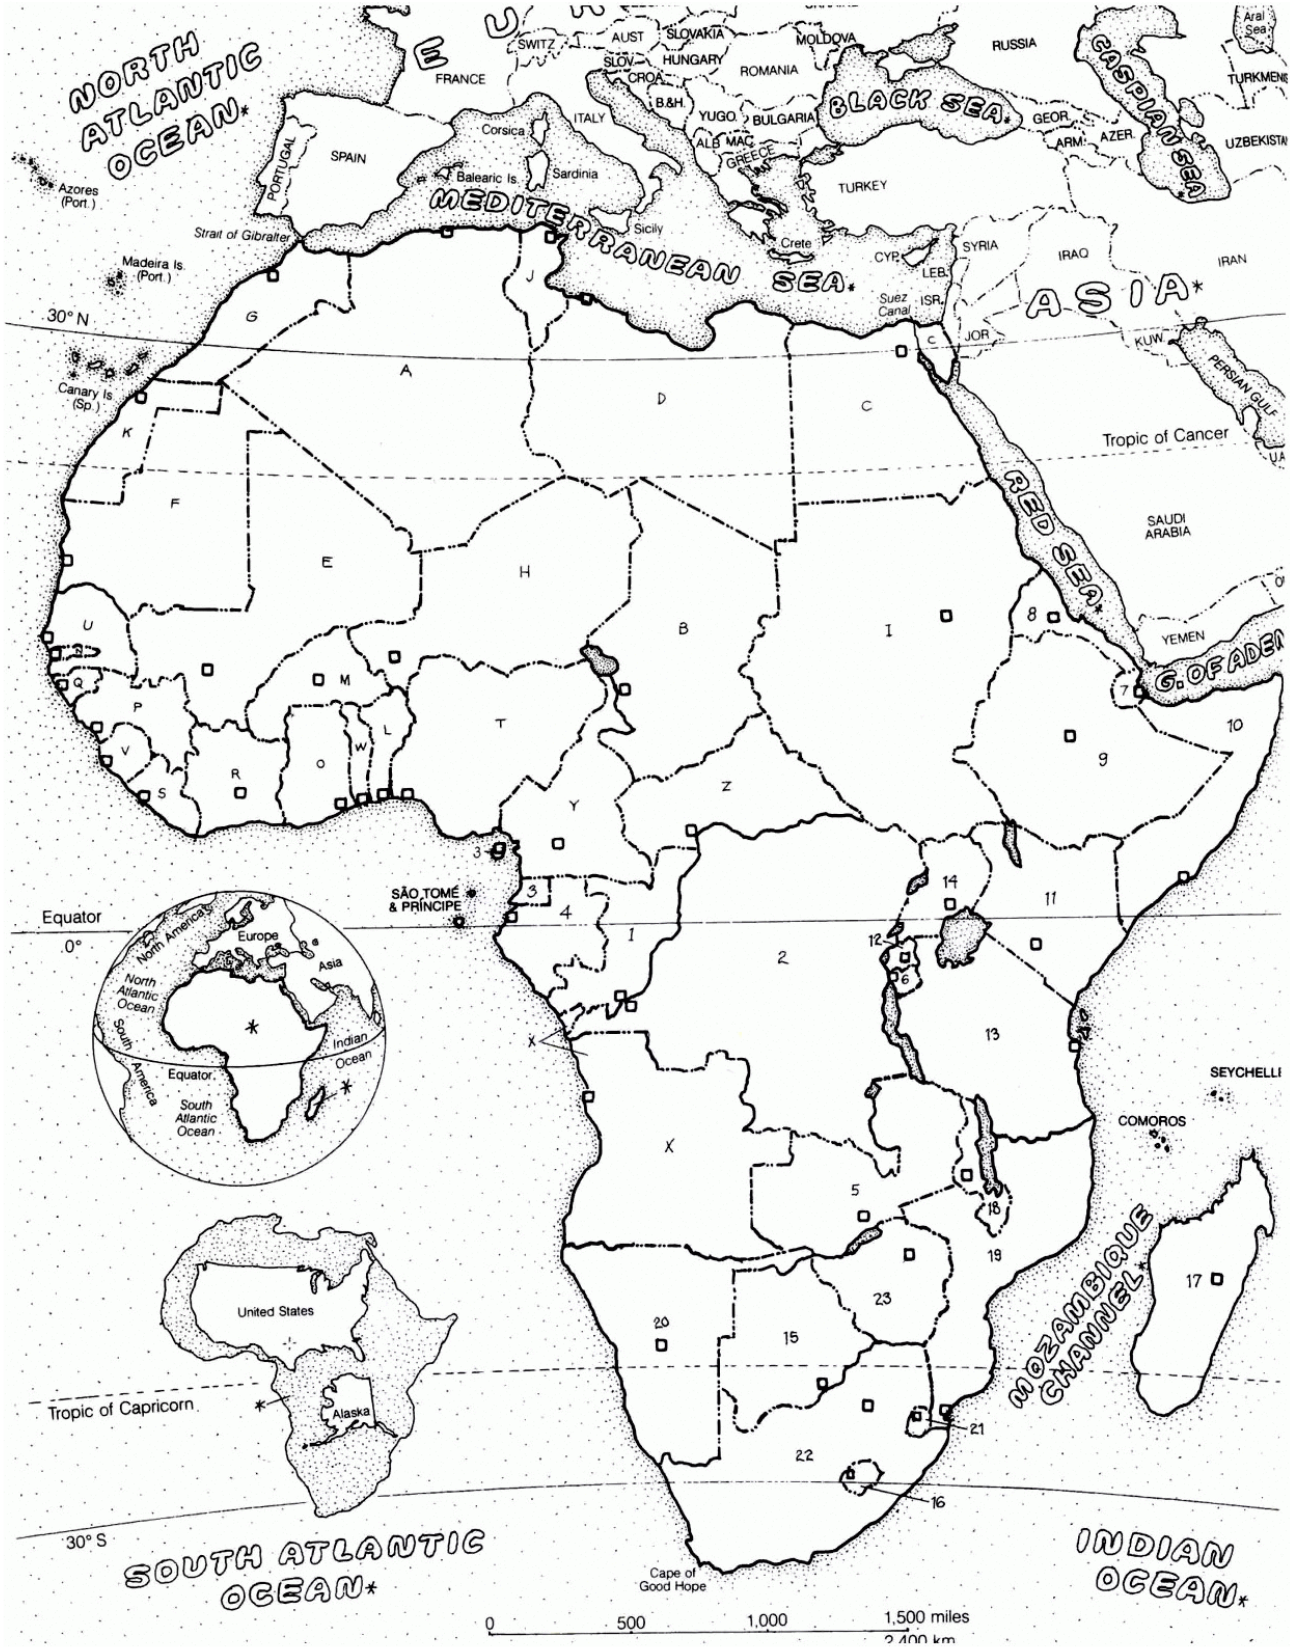 NORTH
ATLANTIC
OCEAN*
E U R
SWITZ
AUST
SLOVAKIA
MOLDOVA
RUSSIA
Aral
Sea
FRANCE
SLOV.
HUNGARY
CROA.
ROMANIA
CASPIAN SEA*
TURKMENS
B.&H.
YUGO.
BULGARIA
BLACK SEA*
GEOR.
ARM.
AZER.
UZBEKISTA
Corsica
ITALY
ALB
MAC.
GREECE
PORTUGAL
SPAIN
Azores
(Port.)
Balearic Is.
Sardinia
TURKEY
MEDITERRANEAN SEA*
Strait of Gibralter
Sicily
Crete
CYP.
SYRIA
LEB.
IRAQ
IRAN
Madeira Is.
(Port.)
Suez
Canal
ISR.
ASIA*
JOR
KUW.
PERSIAN GULF
30° N
G
J
C
Canary Is.
(Sp.)
A
D
C
K
Tropic of Cancer
U.A
F
RED SEA*
SAUDI
ARABIA
E
H
B
I
8
U
YEMEN
G. OF ADEN
Q
M
7
P
T
L
10
V
W
O
R
S
9
Z
Y
3
SÃO TOMÉ
& PRÍNCIPE
3
4
14
11
Equator
0°
1
2
12
6
13
X
North America
Europe
Asia
North
Atlantic
Ocean
*
South
America
Indian
Ocean
Equator
*
South
Atlantic
Ocean
SEYCHELL
COMOROS
X
5
18
19
MOZAMBIQUE
CHANNEL*
17
United States
20
15
23
Tropic of Capricorn
*
Alaska
21
22
16
30° S
SOUTH ATLANTIC
OCEAN*
Cape of
Good Hope
INDIAN
OCEAN*
0 500 1,000 1,500 miles
2,400 km